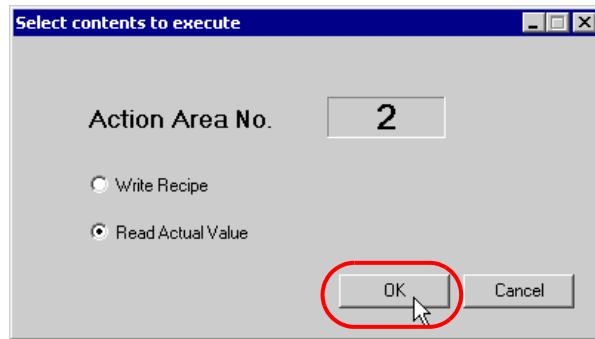 Select contents to execute
Action Area No. 2
Write Recipe
Read Actual Value
OK Cancel